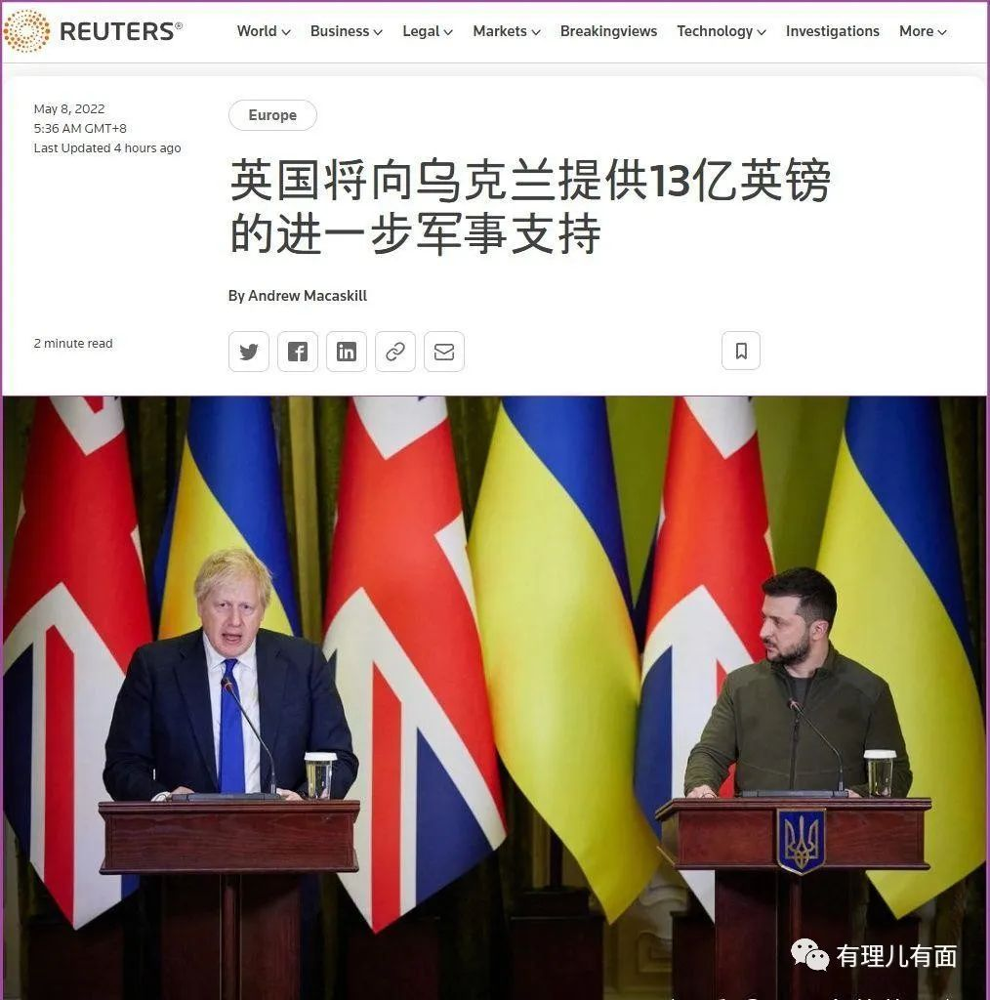 REUTERS®
World Business Legal Markets Breakingviews Technology Investigations More
May 8, 2022
5:36 AM GMT+8
Last Updated 4 hours ago
Europe
英国将向乌克兰提供13亿英镑
的进一步军事支持
By Andrew Macaskill
2 minute read
有理儿有面